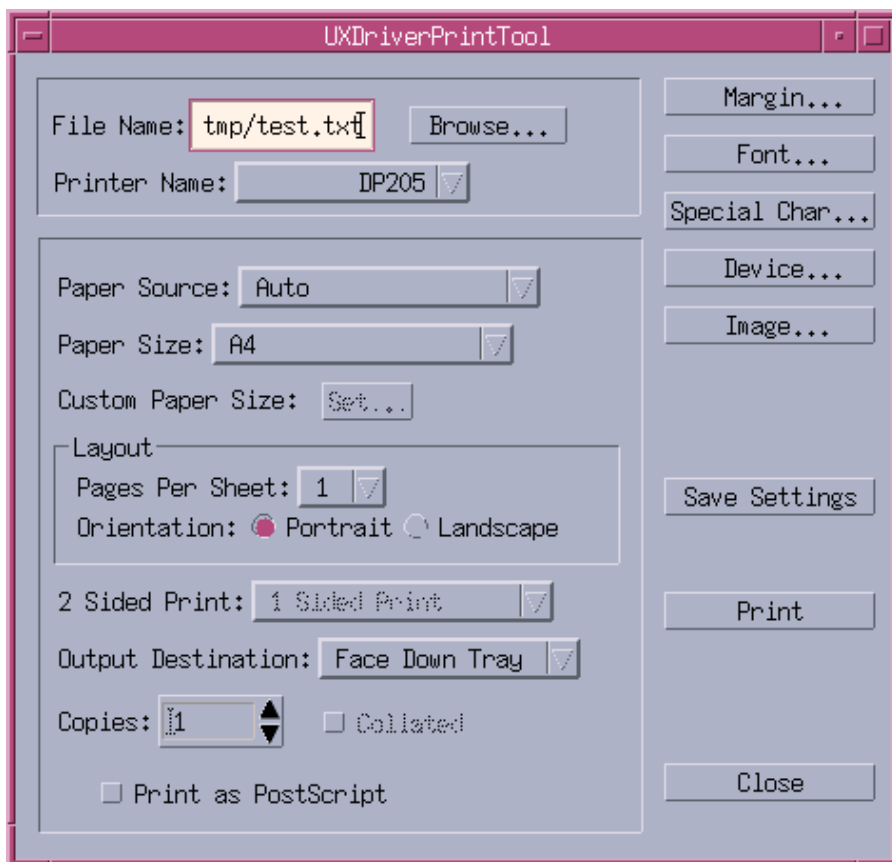 UXDriverPrintTool
File Name: tmp/test.txt Browse...
Printer Name: DP205
Paper Source: Auto
Paper Size: A4
Custom Paper Size: Set...
Layout
Pages Per Sheet: 1
Orientation: Portrait Landscape
2 Sided Print: 1 Sided Print
Output Destination: Face Down Tray
Copies: 1 Collated
Print as PostScript
Margin...
Font...
Special Char...
Device...
Image...
Save Settings
Print
Close